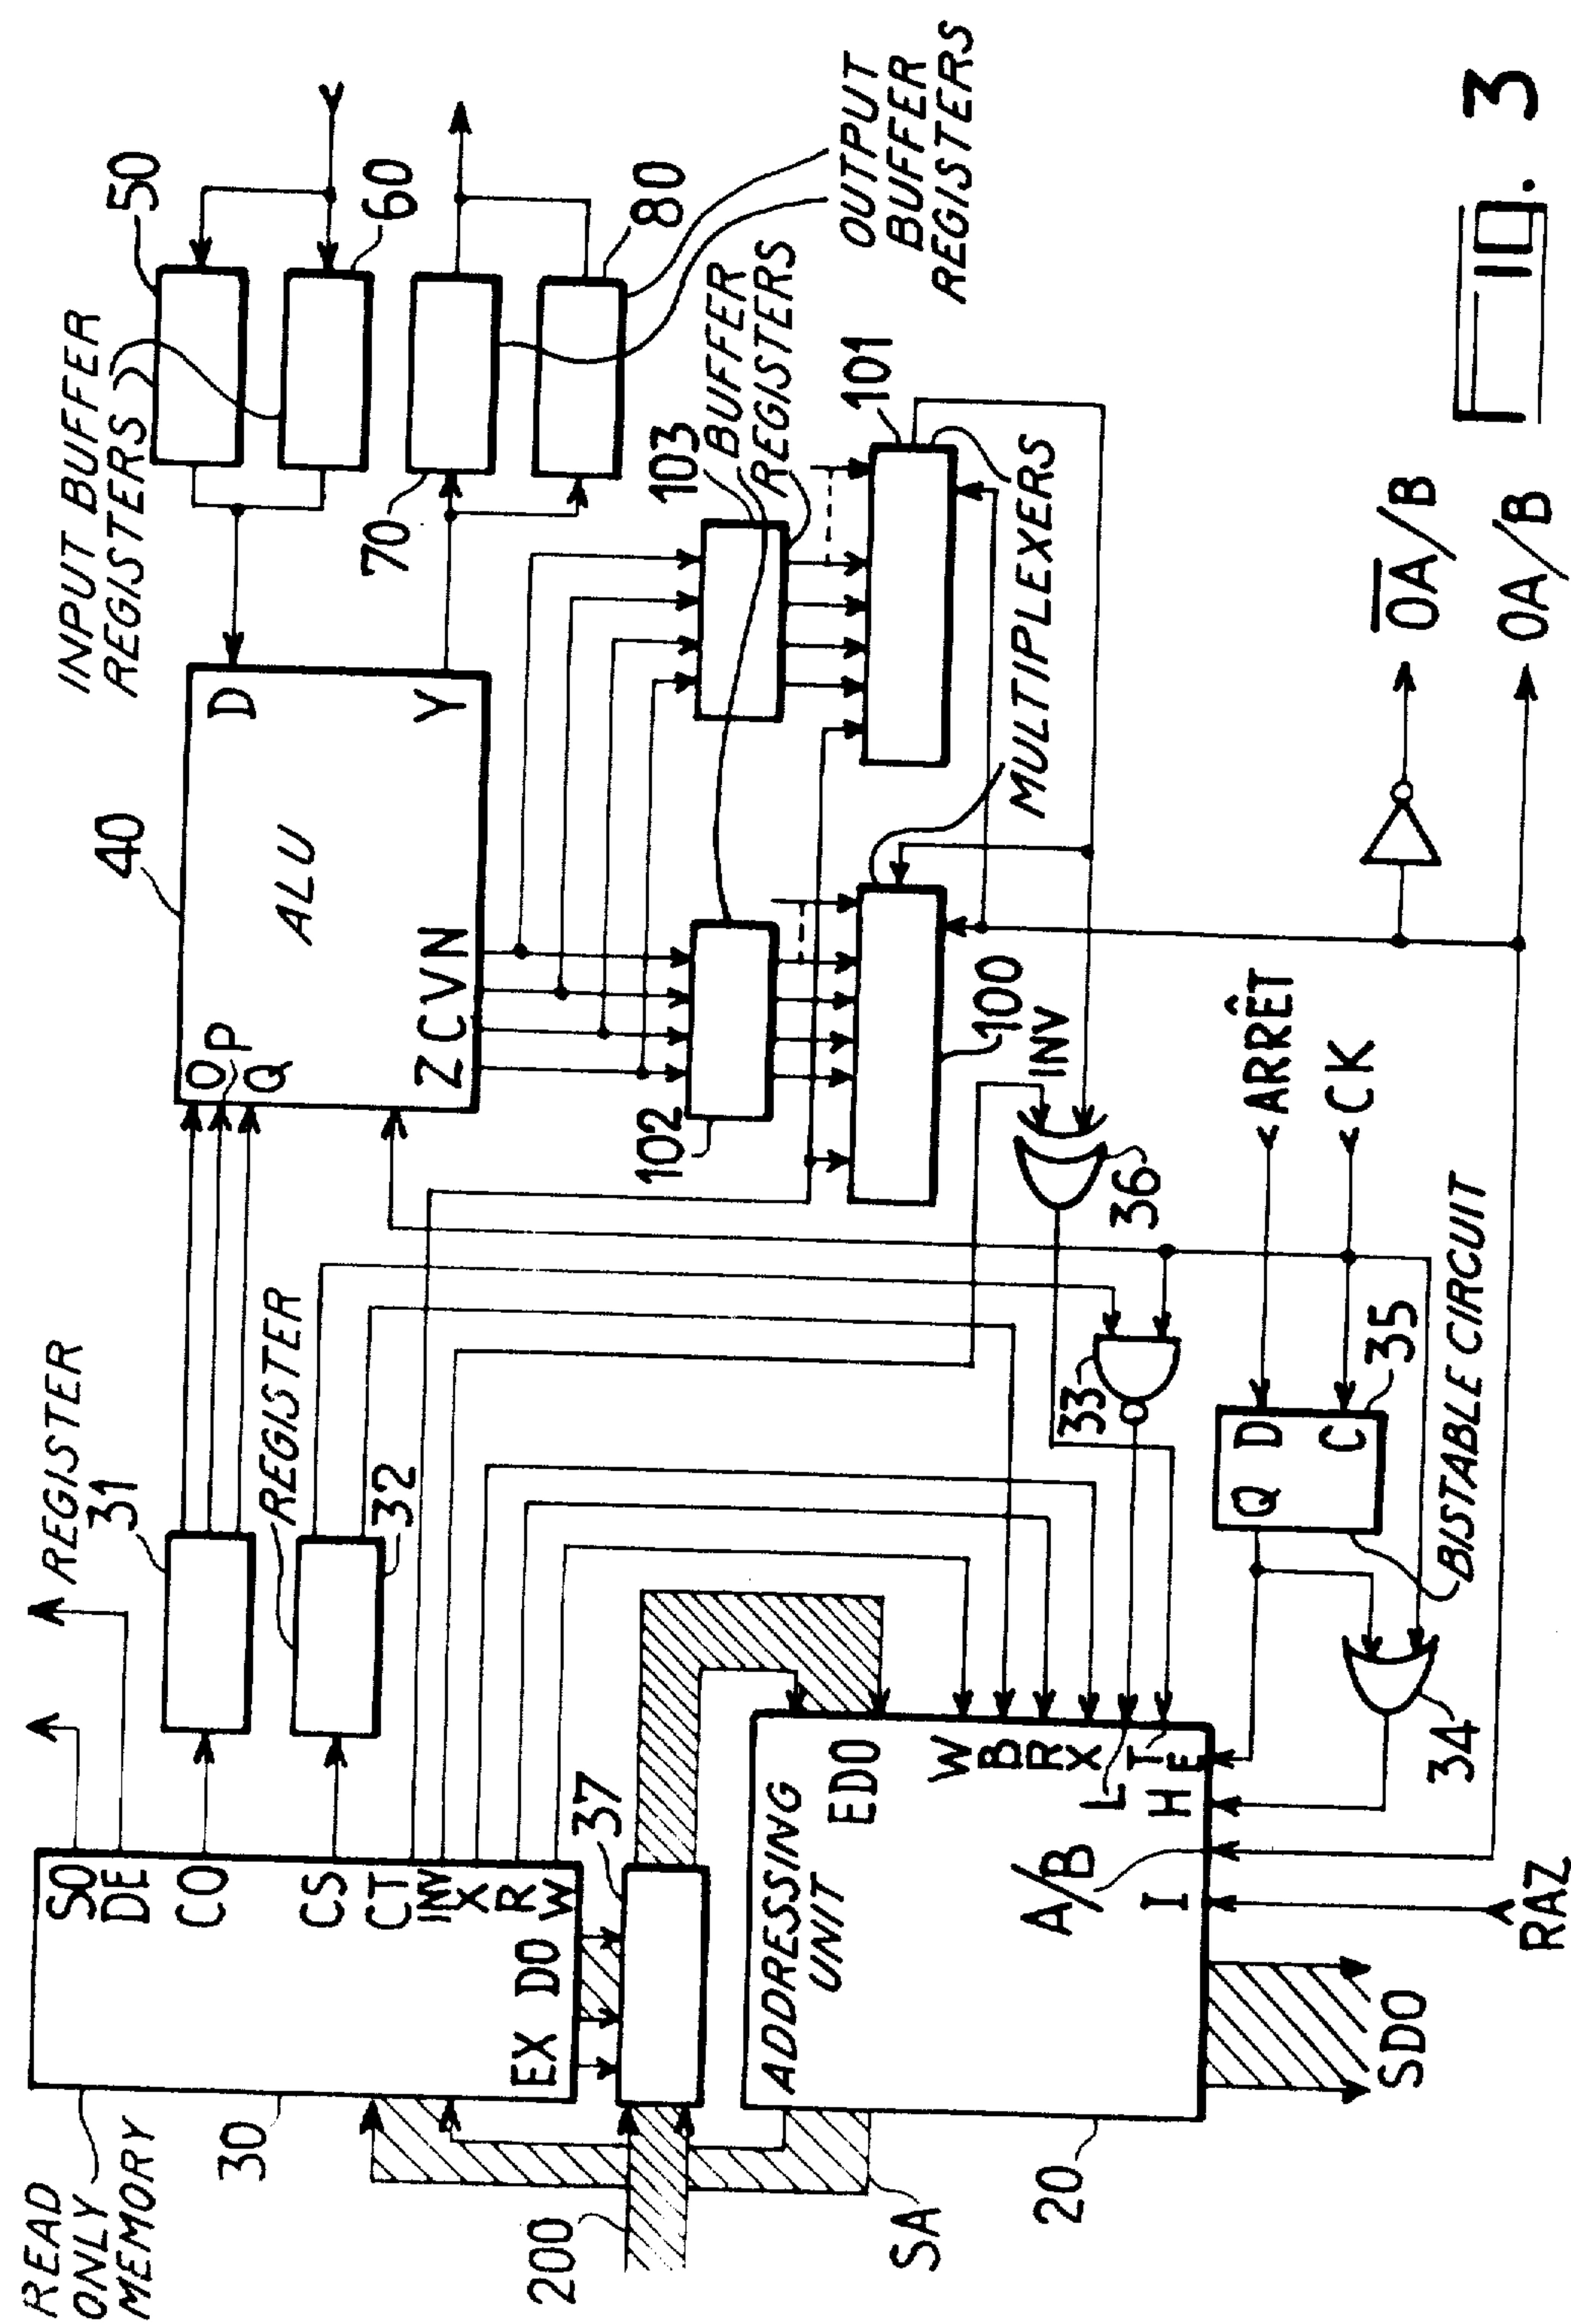 READ
ONLY
MEMORY
30
SO
DE
CO
CS
CT
INV
X
R
W
EX DO
REGISTER
31
REGISTER
32
37
200
SA
20
ADDRESSING
UNIT
EDO
W
B
R
X
L
T
E
H
A/B
I
RAZ
SDO
40
ALU
O
P
Q
D
Y
Z C V N
INPUT BUFFER
REGISTERS
50
60
70
80
OUTPUT
BUFFER
REGISTERS
103
BUFFER
REGISTERS
102
101
100
MULTIPLEXERS
INV
36
33
ARRÊT
CK
Q D
C
35
BISTABLE CIRCUIT
34
O̅A/B
OA/B
FIG. 3